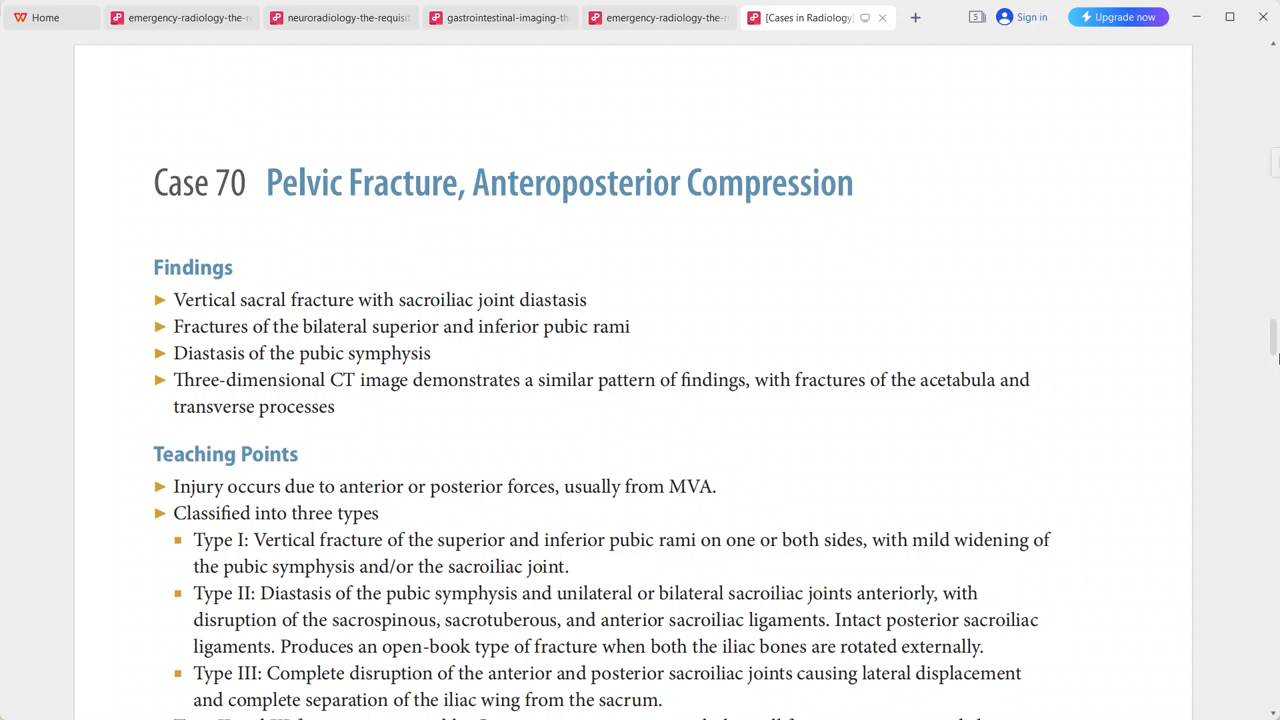 Home
emergency-radiology-the-r
neuroradiology-the-requisit
gastrointestinal-imaging-th
emergency-radiology-the-r
[Cases in Radiology]
5
Sign in
Upgrade now
Case 70 Pelvic Fracture, Anteroposterior Compression
Findings
► Vertical sacral fracture with sacroiliac joint diastasis
► Fractures of the bilateral superior and inferior pubic rami
► Diastasis of the pubic symphysis
► Three-dimensional CT image demonstrates a similar pattern of findings, with fractures of the acetabula and
transverse processes
Teaching Points
► Injury occurs due to anterior or posterior forces, usually from MVA.
► Classified into three types
■ Type I: Vertical fracture of the superior and inferior pubic rami on one or both sides, with mild widening of
the pubic symphysis and/or the sacroiliac joint.
■ Type II: Diastasis of the pubic symphysis and unilateral or bilateral sacroiliac joints anteriorly, with
disruption of the sacrospinous, sacrotuberous, and anterior sacroiliac ligaments. Intact posterior sacroiliac
ligaments. Produces an open-book type of fracture when both the iliac bones are rotated externally.
■ Type III: Complete disruption of the anterior and posterior sacroiliac joints causing lateral displacement
and complete separation of the iliac wing from the sacrum.